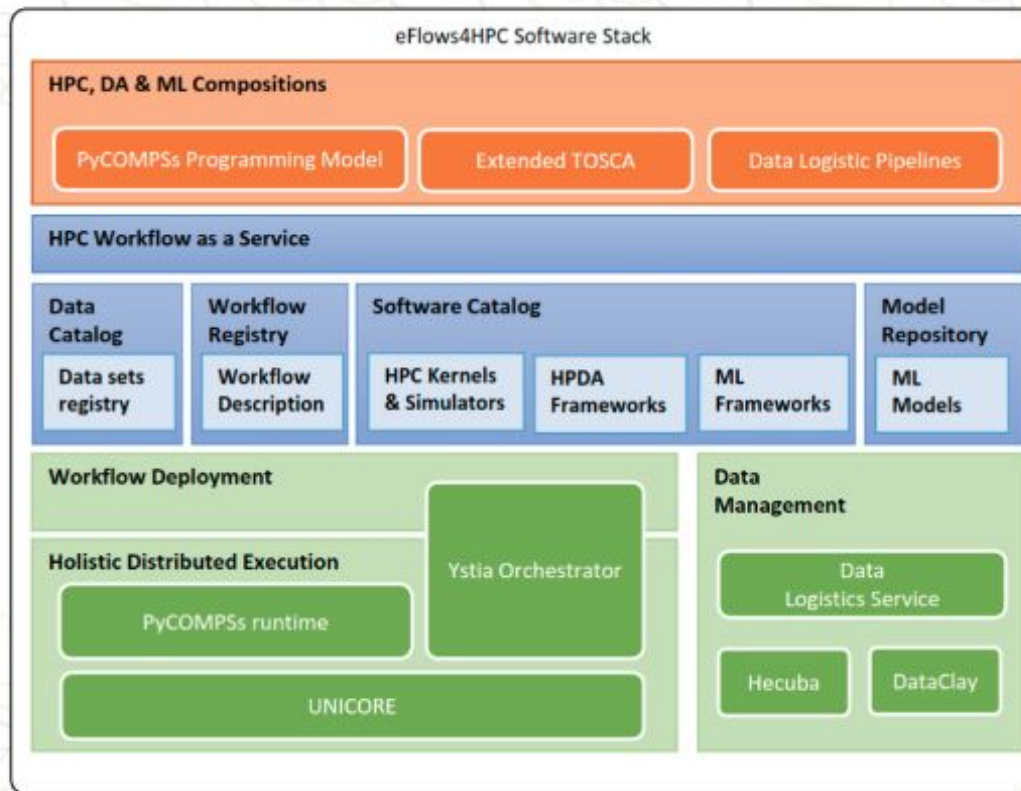 eFlows4HPC Software Stack
HPC, DA & ML Compositions
PyCOMPSs Programming Model
Extended TOSCA
Data Logistic Pipelines
HPC Workflow as a Service
Data
Catalog
Data sets
registry
Workflow
Registry
Workflow
Description
Software Catalog
HPC Kernels
& Simulators
HPDA
Frameworks
ML
Frameworks
Model
Repository
ML
Models
Workflow Deployment
Holistic Distributed Execution
Ystia Orchestrator
PyCOMPSs runtime
UNICORE
Data
Management
Data
Logistics Service
Hecuba
DataClay